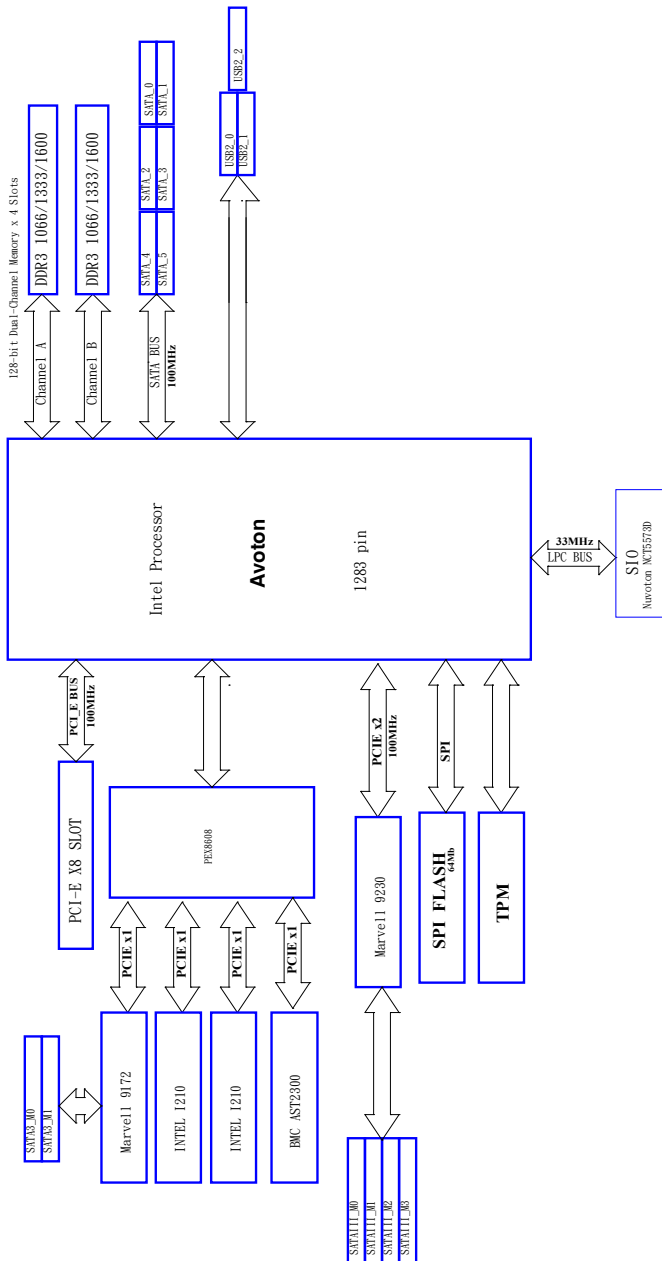 128-bit Dual-Channel Memory x 4 Slots
DDR3 1066/1333/1600
Channel A
DDR3 1066/1333/1600
Channel B
SATA_0
SATA_1
SATA_2
SATA_3
SATA_4
SATA_5
SATA BUS
100MHz
USB2_2
USB2_0
USB2_1
Intel Processor
Avoton
1283 pin
33MHz
LPC BUS
SIO
Nuvoton NCT5573D
PCI_E BUS
100MHz
PCI-E X8 SLOT
PEX8608
PCIE x1
PCIE x1
PCIE x1
PCIE x1
Marvell 9172
INTEL I210
INTEL I210
BMC AST2300
SATA3_M0
SATA3_M1
PCIE x2
100MHz
Marvell 9230
SATAIII_M0
SATAIII_M1
SATAIII_M2
SATAIII_M3
SPI
SPI FLASH
64Mb
TPM